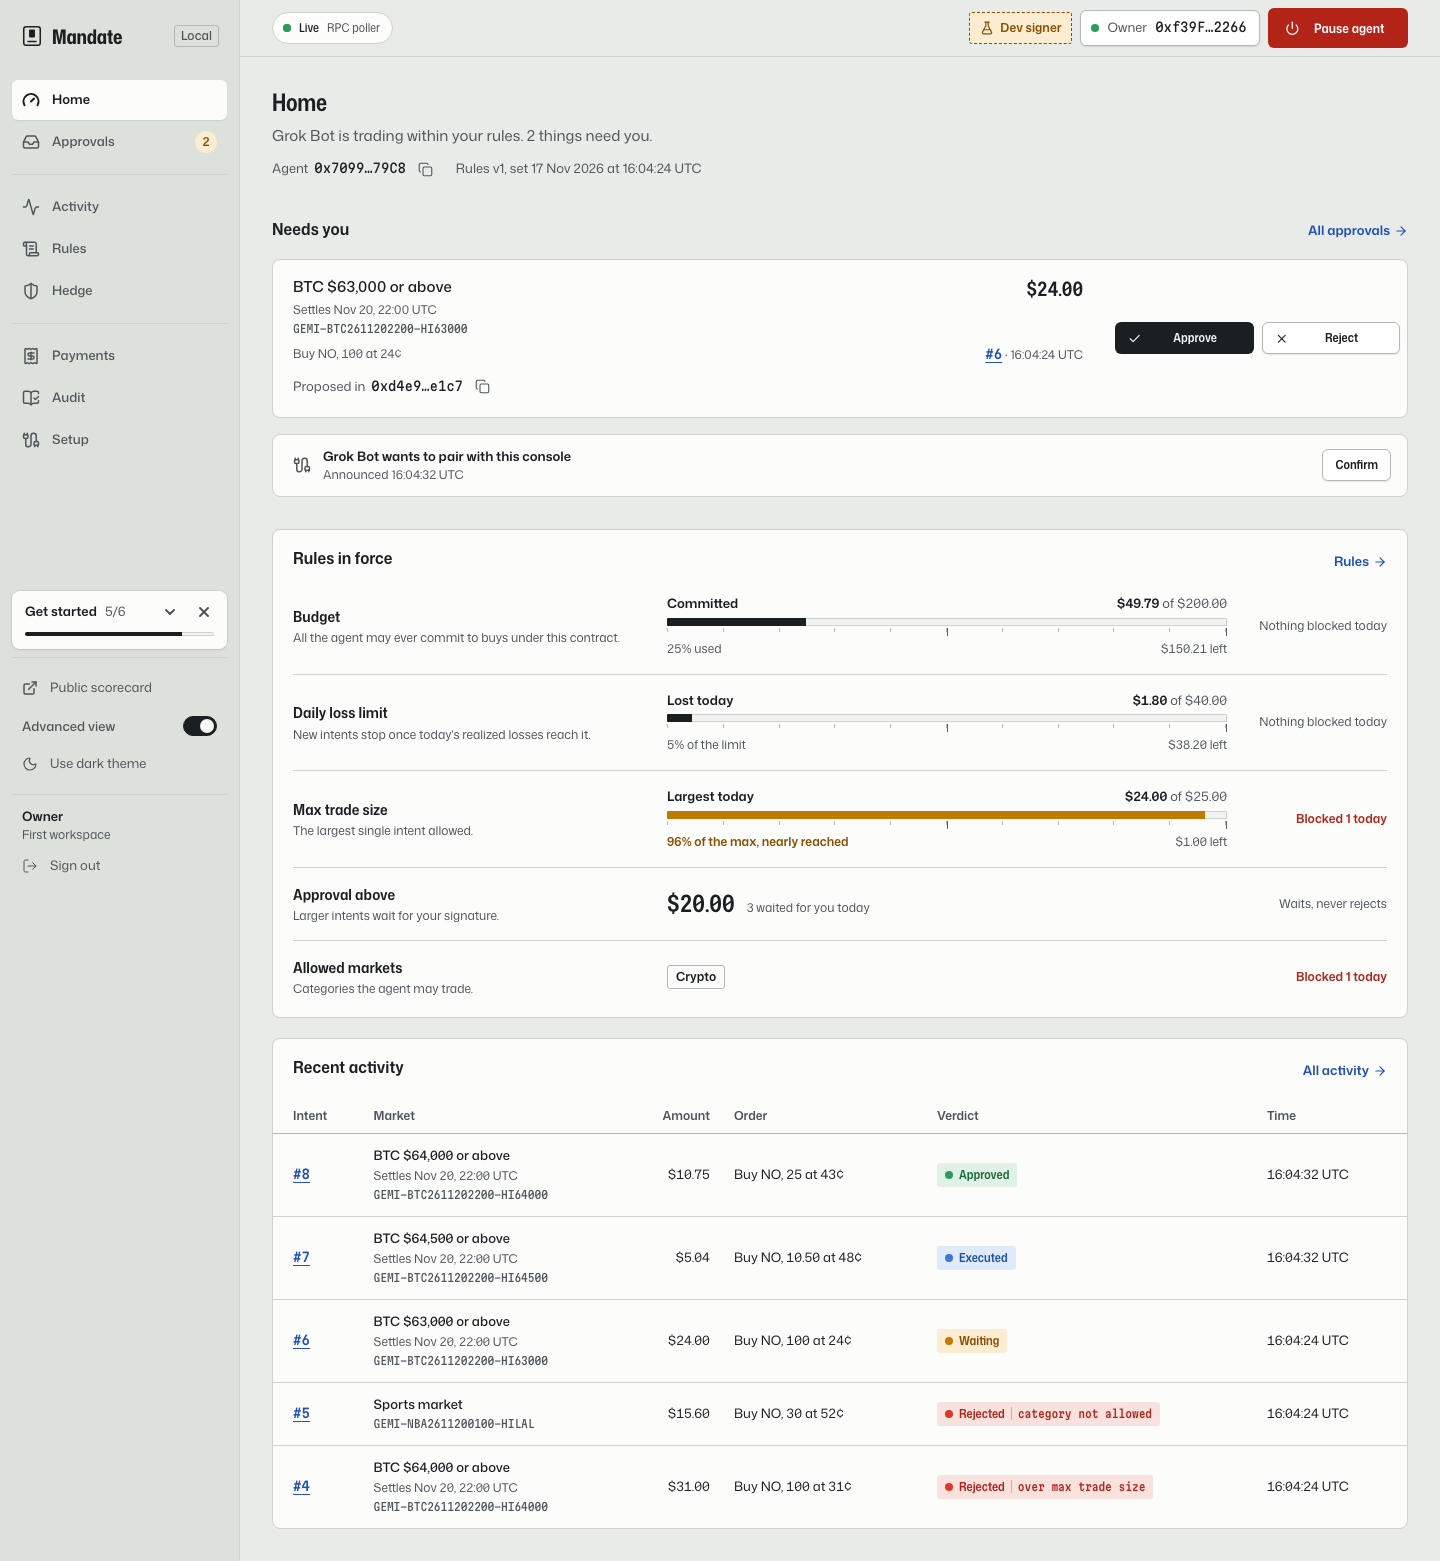 Mandate
Local
Home
Approvals 2
Activity
Rules
Hedge
Payments
Audit
Setup
Get started 5/6
Public scorecard
Advanced view
Use dark theme
Owner
First workspace
Sign out
Live RPC poller
Dev signer
Owner 0xf39F…2266
Pause agent
Home
Grok Bot is trading within your rules. 2 things need you.
Agent 0x7099…79C8 Rules v1, set 17 Nov 2026 at 16:04:24 UTC
Needs you
All approvals →
BTC $63,000 or above
$24.00
Settles Nov 20, 22:00 UTC
GEMI-BTC2611202200-HI63000
Approve
Reject
Buy NO, 100 at 24¢
#6 · 16:04:24 UTC
Proposed in 0xd4e9…e1c7
Grok Bot wants to pair with this console
Announced 16:04:32 UTC
Confirm
Rules in force
Rules →
Budget
All the agent may ever commit to buys under this contract.
Committed $49.79 of $200.00
25% used $150.21 left
Nothing blocked today
Daily loss limit
New intents stop once today's realized losses reach it.
Lost today $1.80 of $40.00
5% of the limit $38.20 left
Nothing blocked today
Max trade size
The largest single intent allowed.
Largest today $24.00 of $25.00
96% of the max, nearly reached $1.00 left
Blocked 1 today
Approval above
Larger intents wait for your signature.
$20.00 3 waited for you today
Waits, never rejects
Allowed markets
Categories the agent may trade.
Crypto
Blocked 1 today
Recent activity
All activity →
Intent Market Amount Order Verdict Time
BTC $64,000 or above
#8 Settles Nov 20, 22:00 UTC $10.75 Buy NO, 25 at 43¢ Approved 16:04:32 UTC
GEMI-BTC2611202200-HI64000
BTC $64,500 or above
#7 Settles Nov 20, 22:00 UTC $5.04 Buy NO, 10.50 at 48¢ Executed 16:04:32 UTC
GEMI-BTC2611202200-HI64500
BTC $63,000 or above
#6 Settles Nov 20, 22:00 UTC $24.00 Buy NO, 100 at 24¢ Waiting 16:04:24 UTC
GEMI-BTC2611202200-HI63000
Sports market
#5 $15.60 Buy NO, 30 at 52¢ Rejected category not allowed 16:04:24 UTC
GEMI-NBA2611200100-HILAL
BTC $64,000 or above
#4 Settles Nov 20, 22:00 UTC $31.00 Buy NO, 100 at 31¢ Rejected over max trade size 16:04:24 UTC
GEMI-BTC2611202200-HI64000